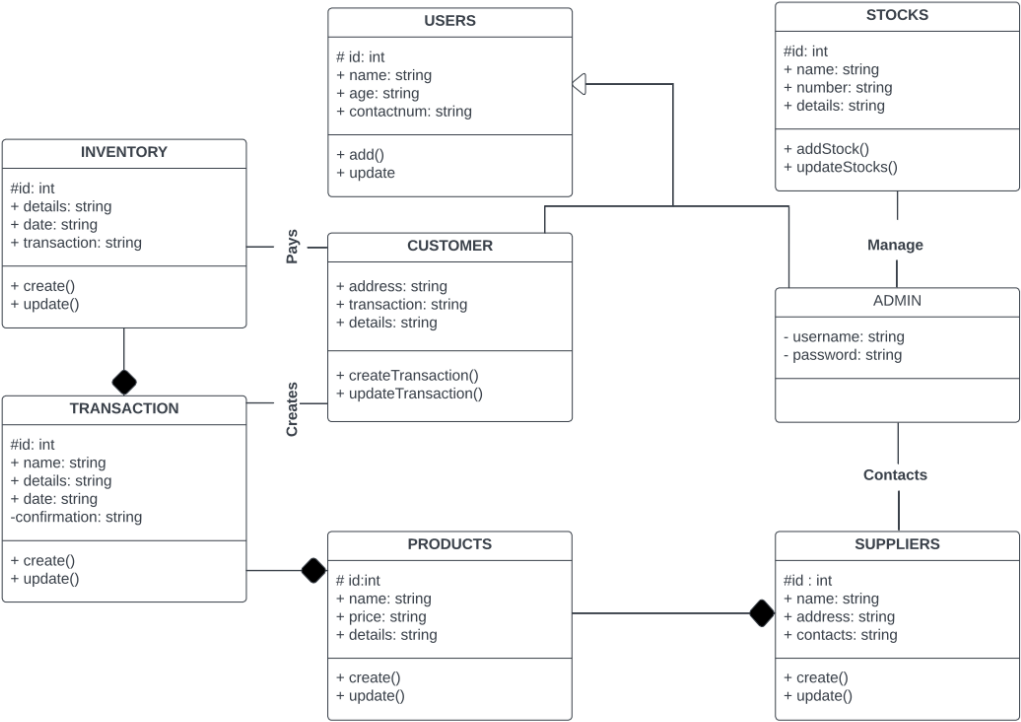 USERS
# id: int
+ name: string
+ age: string
+ contactnum: string
+ add()
+ update
STOCKS
#id: int
+ name: string
+ number: string
+ details: string
+ addStock()
+ updateStocks()
INVENTORY
#id: int
+ details: string
+ date: string
+ transaction: string
+ create()
+ update()
Pays
CUSTOMER
+ address: string
+ transaction: string
+ details: string
+ createTransaction()
+ updateTransaction()
Manage
ADMIN
- username: string
- password: string
Creates
TRANSACTION
#id: int
+ name: string
+ details: string
+ date: string
-confirmation: string
+ create()
+ update()
Contacts
PRODUCTS
# id:int
+ name: string
+ price: string
+ details: string
+ create()
+ update()
SUPPLIERS
#id : int
+ name: string
+ address: string
+ contacts: string
+ create()
+ update()